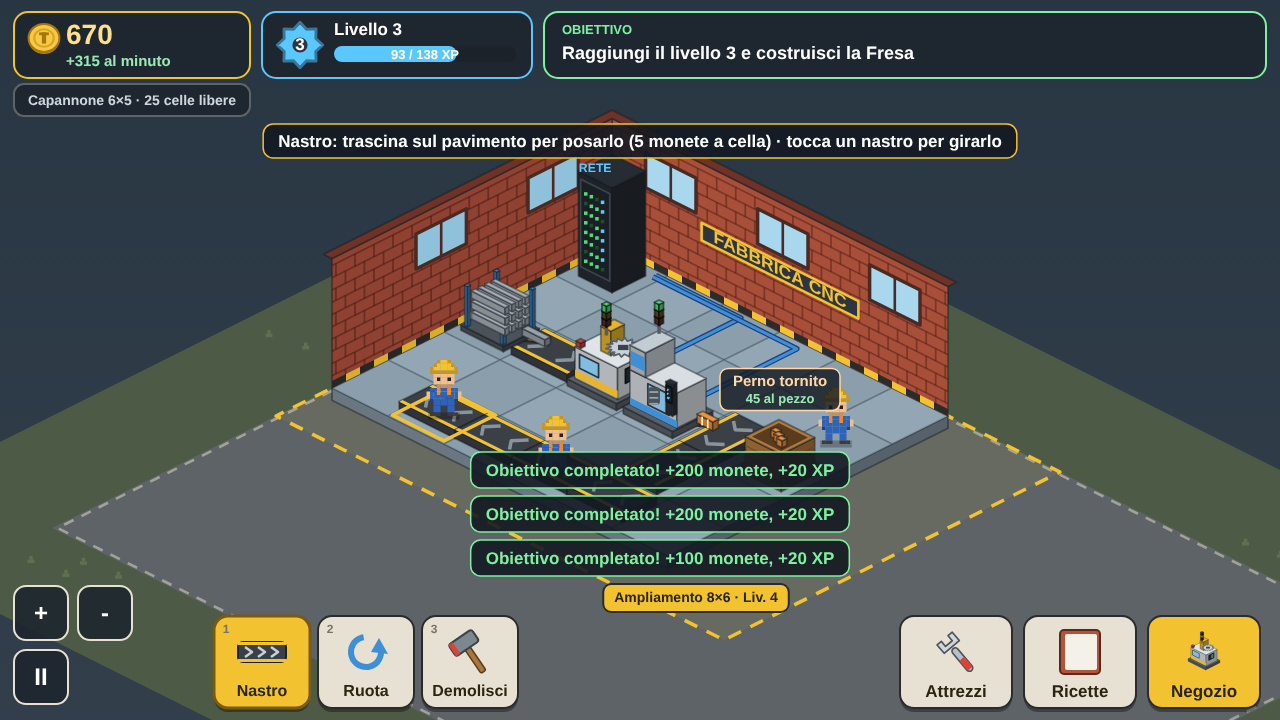 670
+315 al minuto
3
Livello 3
93 / 138 XP
OBIETTIVO
Raggiungi il livello 3 e costruisci la Fresa
Capannone 6×5 · 25 celle libere
Nastro: trascina sul pavimento per posarlo (5 monete a cella) · tocca un nastro per girarlo
RETE
FABBRICA CNC
Perno tornito
45 al pezzo
Obiettivo completato! +200 monete, +20 XP
Obiettivo completato! +200 monete, +20 XP
Obiettivo completato! +100 monete, +20 XP
Ampliamento 8×6 · Liv. 4
+
-
1
Nastro
2
Ruota
3
Demolisci
Attrezzi
Ricette
Negozio